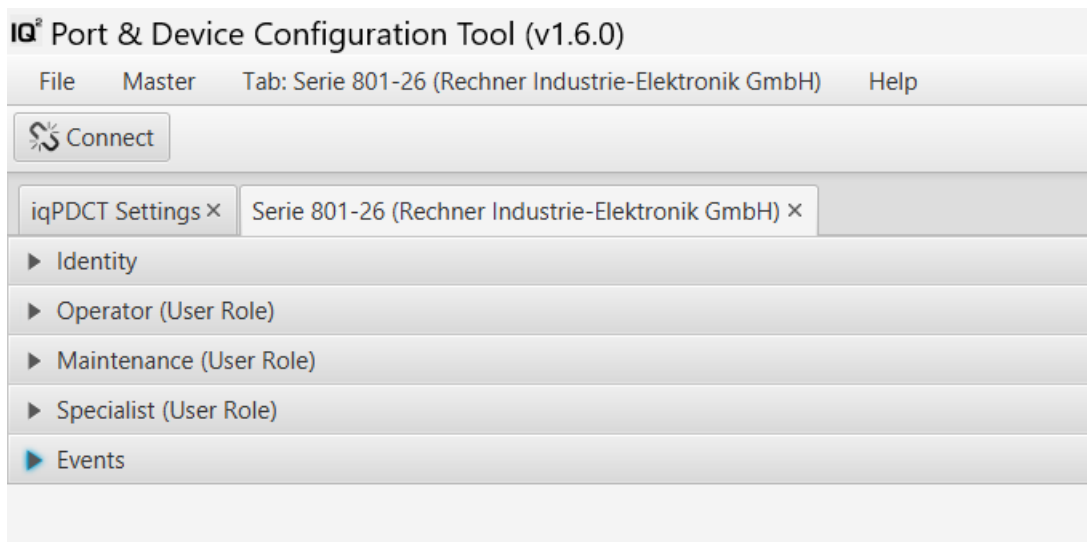 IQ² Port & Device Configuration Tool (v1.6.0)
File Master Tab: Serie 801-26 (Rechner Industrie-Elektronik GmbH) Help
Connect
iqPDCT Settings × Serie 801-26 (Rechner Industrie-Elektronik GmbH) ×
Identity
Operator (User Role)
Maintenance (User Role)
Specialist (User Role)
Events